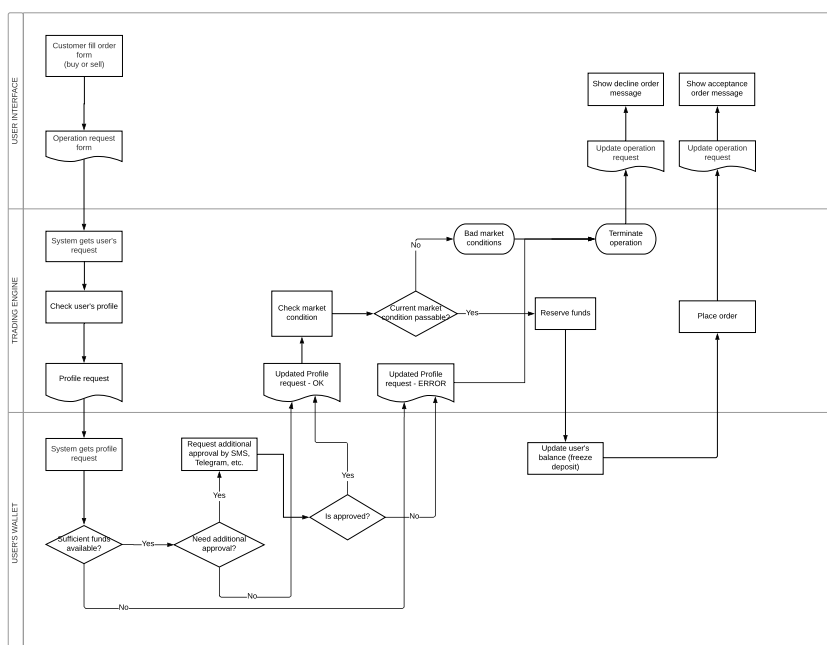 USER INTERFACE
Customer fill order
form
(buy or sell)
Operation request
form
Show decline order
message
Show acceptance
order message
Update operation
request
Update operation
request
TRADING ENGINE
System gets user's
request
Check user's profile
Profile request
Check market
condition
Updated Profile
request - OK
No
Current market
condition passable?
Yes
Bad market
conditions
Terminate
operation
Reserve funds
Updated Profile
request - ERROR
Place order
USER'S WALLET
System gets profile
request
Sufficient funds
available?
Yes
No
Request additional
approval by SMS,
Telegram, etc.
Yes
Need additional
approval?
No
Yes
Is approved?
No
Update user's
balance (freeze
deposit)